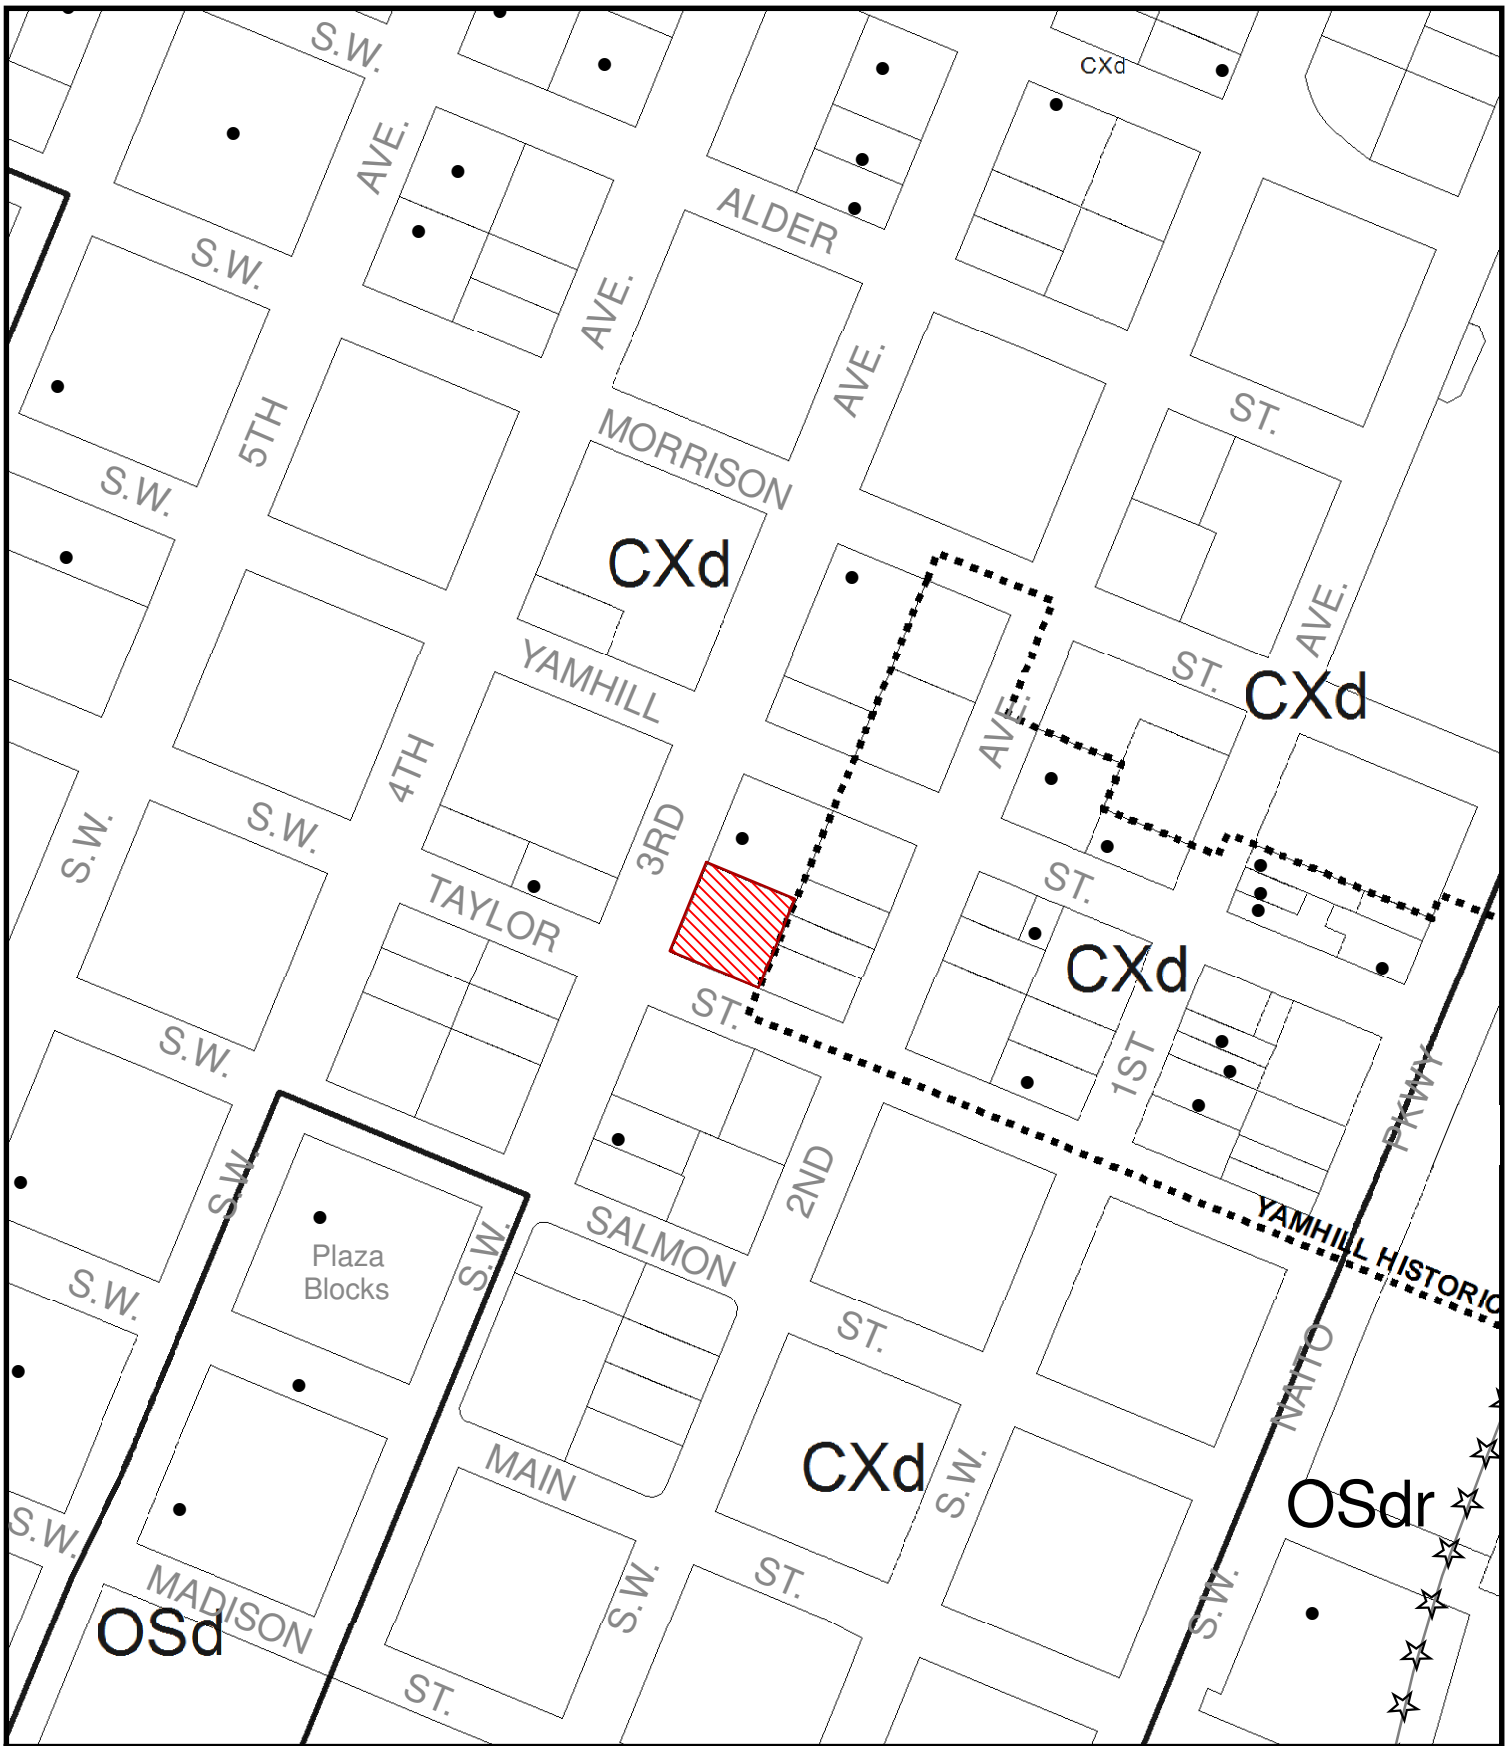 S.W.
CXd
AVE.
ALDER
S.W.
AVE.
AVE.
ST.
5TH
MORRISON
S.W.
CXd
AVE.
YAMHILL
ST.
CXd
AVE.
4TH
S.W.
3RD
S.W.
ST.
TAYLOR
CXd
ST.
S.W.
1ST
PKWY
S.W.
2ND
YAMHILL HISTORIC
SALMON
S.W.
Plaza
Blocks
S.W.
ST.
NAITO
MAIN
CXd
S.W.
OSdr
S.W.
ST.
MADISON
S.W.
S.W.
OSd
ST.